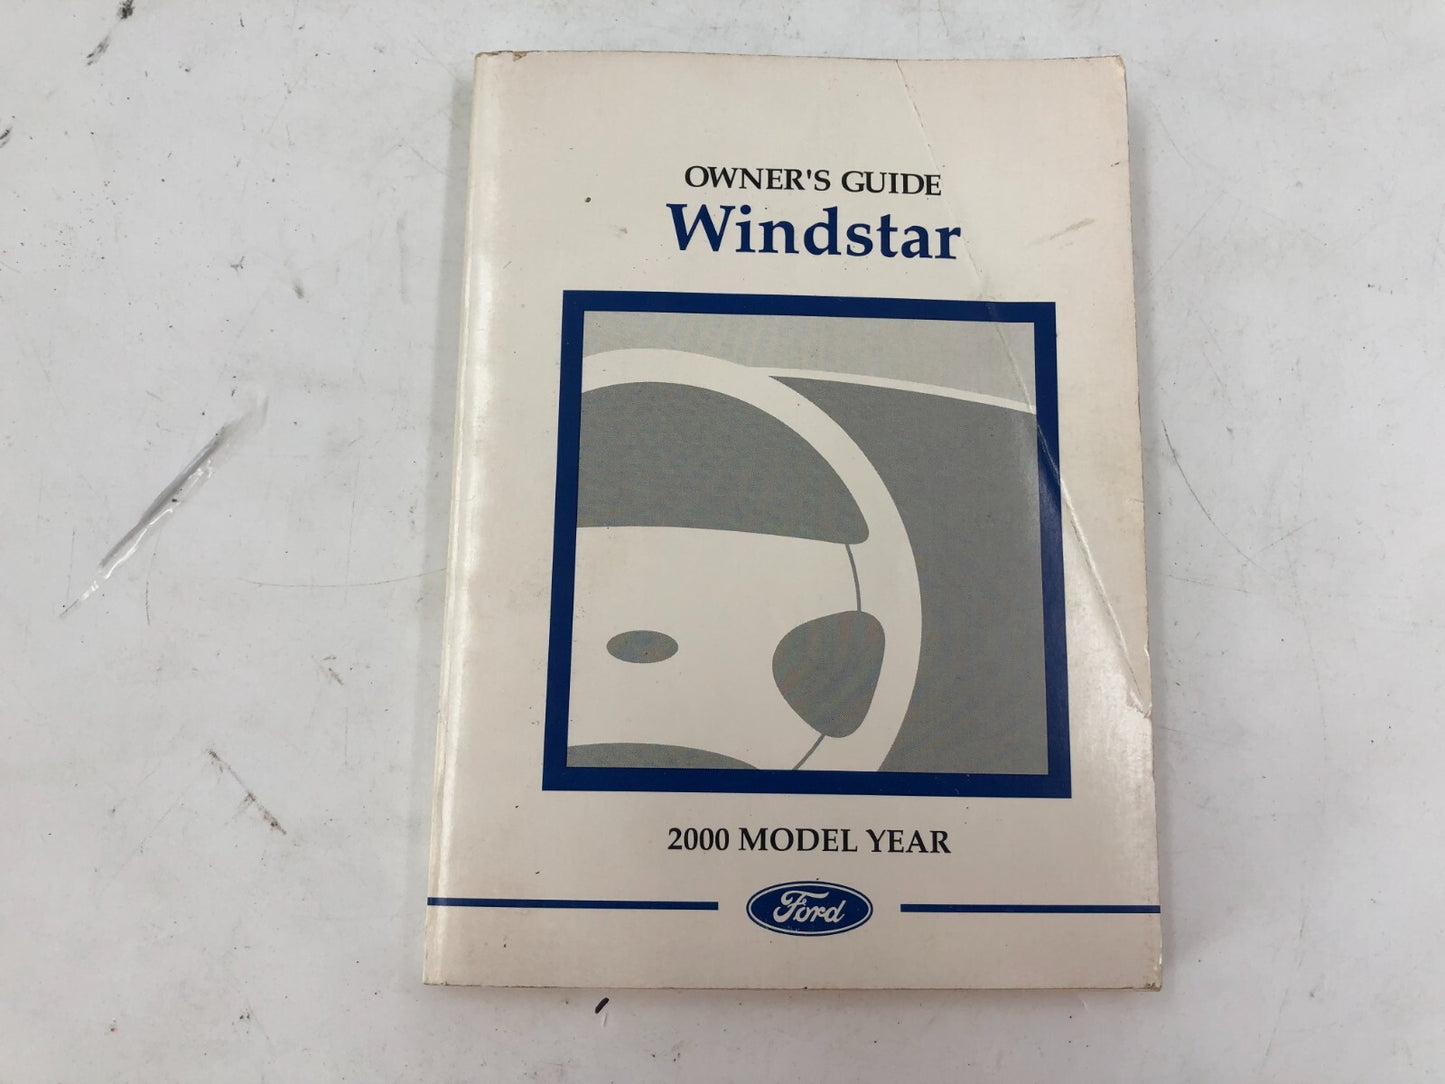 OWNER'S GUIDE
Windstar
2000 MODEL YEAR
Ford